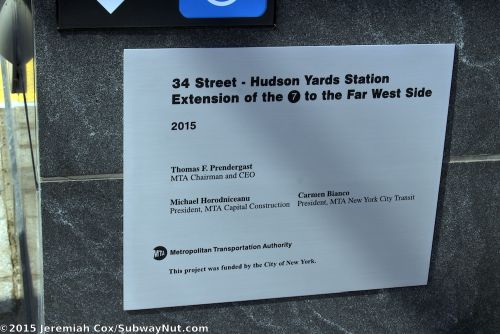 34 Street - Hudson Yards Station
Extension of the 7 to the Far West Side
2015
Thomas F. Prendergast
MTA Chairman and CEO
Michael Horodniceanu
President, MTA Capital Construction
Carmen Bianco
President, MTA New York City Transit
MTA Metropolitan Transportation Authority
This project was funded by the City of New York.
©2015 Jeremiah Cox/SubwayNut.com